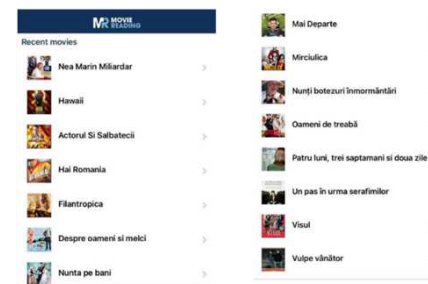 MR MOVIE
READING
Recent movies
Nea Marin Miliardar
Hawaii
Actorul Si Salbatecii
Hai Romania
Filantropica
Despre oameni si melci
Nunta pe bani
Mai Departe
Mirciulica
Nunți botezuri înmormântări
Oameni de treabă
Patru luni, trei saptamani si doua zile
Un pas în urma serafimilor
Visul
Vulpe vânător